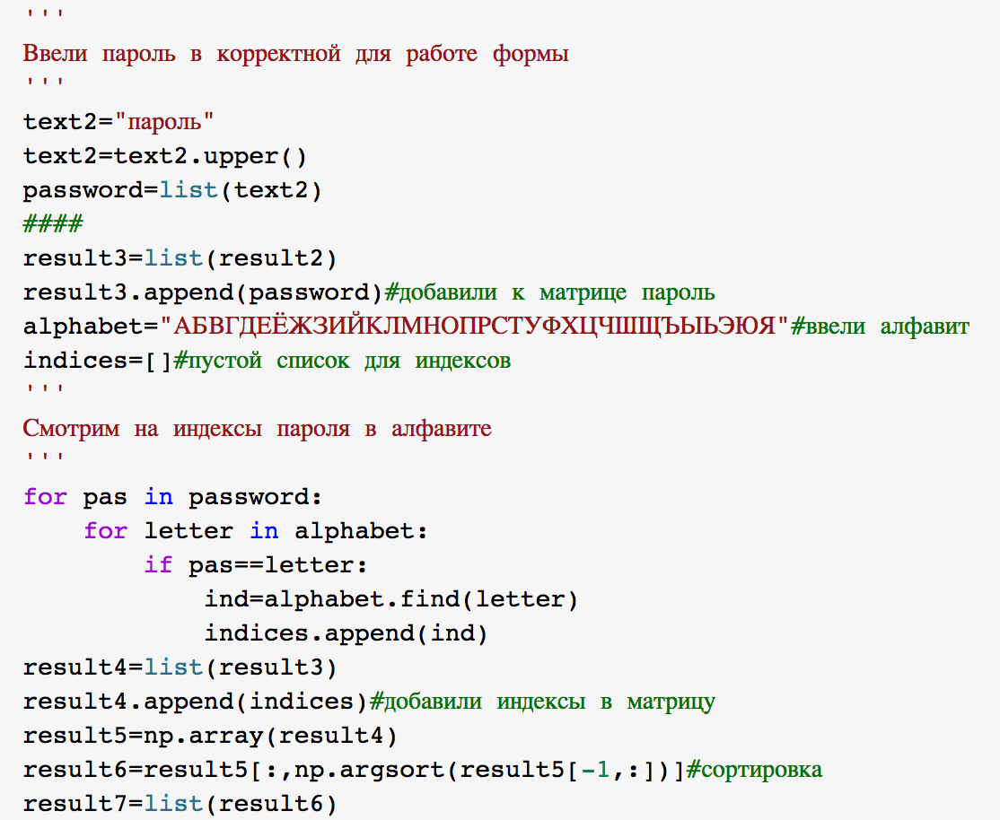 '''
Ввели пароль в корректной для работе формы
'''
text2="пароль"
text2=text2.upper()
password=list(text2)
####
result3=list(result2)
result3.append(password)#добавили к матрице пароль
alphabet="АБВГДЕЁЖЗИЙКЛМНОПРСТУФХЦЧШЩЪЫЬЭЮЯ"#ввели алфавит
indices=[]#пустой список для индексов
'''
Смотрим на индексы пароля в алфавите
'''
for pas in password:
    for letter in alphabet:
        if pas==letter:
            ind=alphabet.find(letter)
            indices.append(ind)
result4=list(result3)
result4.append(indices)#добавили индексы в матрицу
result5=np.array(result4)
result6=result5[:,np.argsort(result5[-1,:])]#сортировка
result7=list(result6)